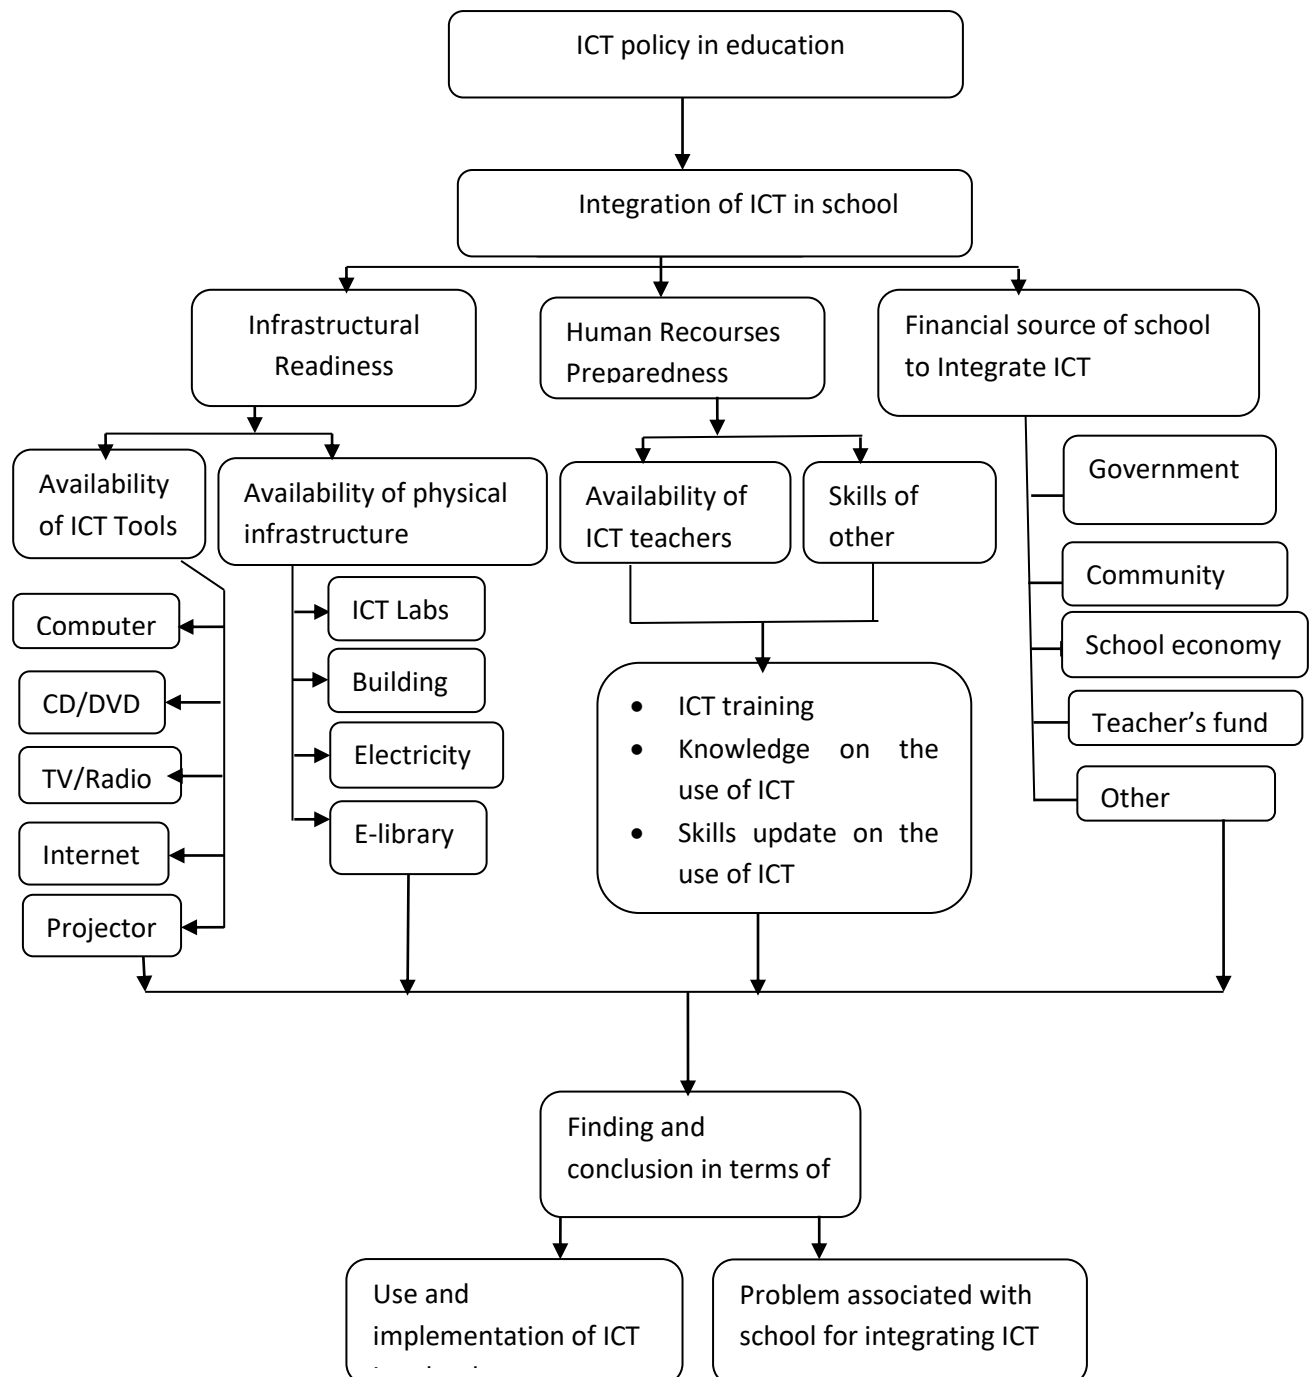 ICT policy in education
Integration of ICT in school
Infrastructural
Readiness
Human Recourses
Preparedness
Financial source of school
to Integrate ICT
Availability
of ICT Tools
Availability of physical
infrastructure
Availability of
ICT teachers
Skills of
other
Government
Community
School economy
Teacher’s fund
Other
Computer
CD/DVD
TV/Radio
Internet
Projector
ICT Labs
Building
Electricity
E-library
• ICT training
• Knowledge on the
use of ICT
• Skills update on the
use of ICT
Finding and
conclusion in terms of
Use and
implementation of ICT
Problem associated with
school for integrating ICT